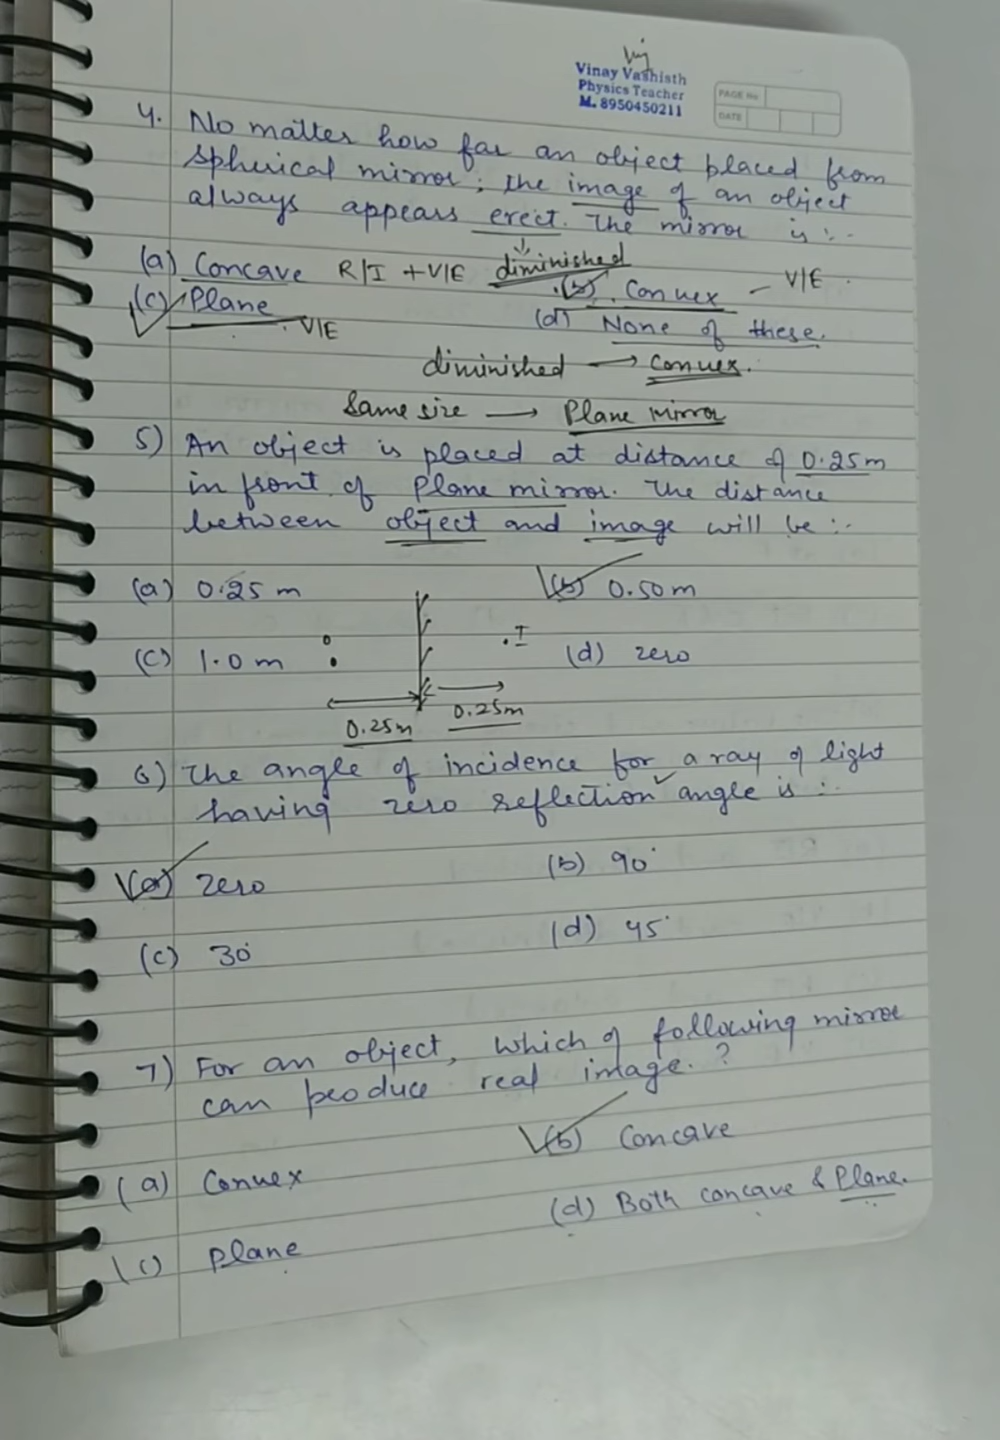 Vinay Vashisth
Physics Teacher
M. 8950450211
PAGE No
DATE
4. No matter how far an object placed from
spherical mirror; the image of an object
always appears erect. The mirror is :-
diminished
(a) Concave R/I + V/E (b) Convex - V/E
(c) Plane V/E (d) None of these.
diminished → Convex.
Same size → Plane mirror
5) An object is placed at distance of 0.25m
in front of Plane mirror. The distance
between object and image will be :-
(a) 0.25 m (b) 0.50m
(c) 1.0 m (d) zero
O I
0.25m 0.25m
6) The angle of incidence for a ray of light
having zero reflection angle is :-
(a) zero (b) 90°
(c) 30° (d) 45°
7) For an object, which of following mirror
can produce real image. ?
(a) Convex (b) Concave
(c) Plane (d) Both concave & Plane.